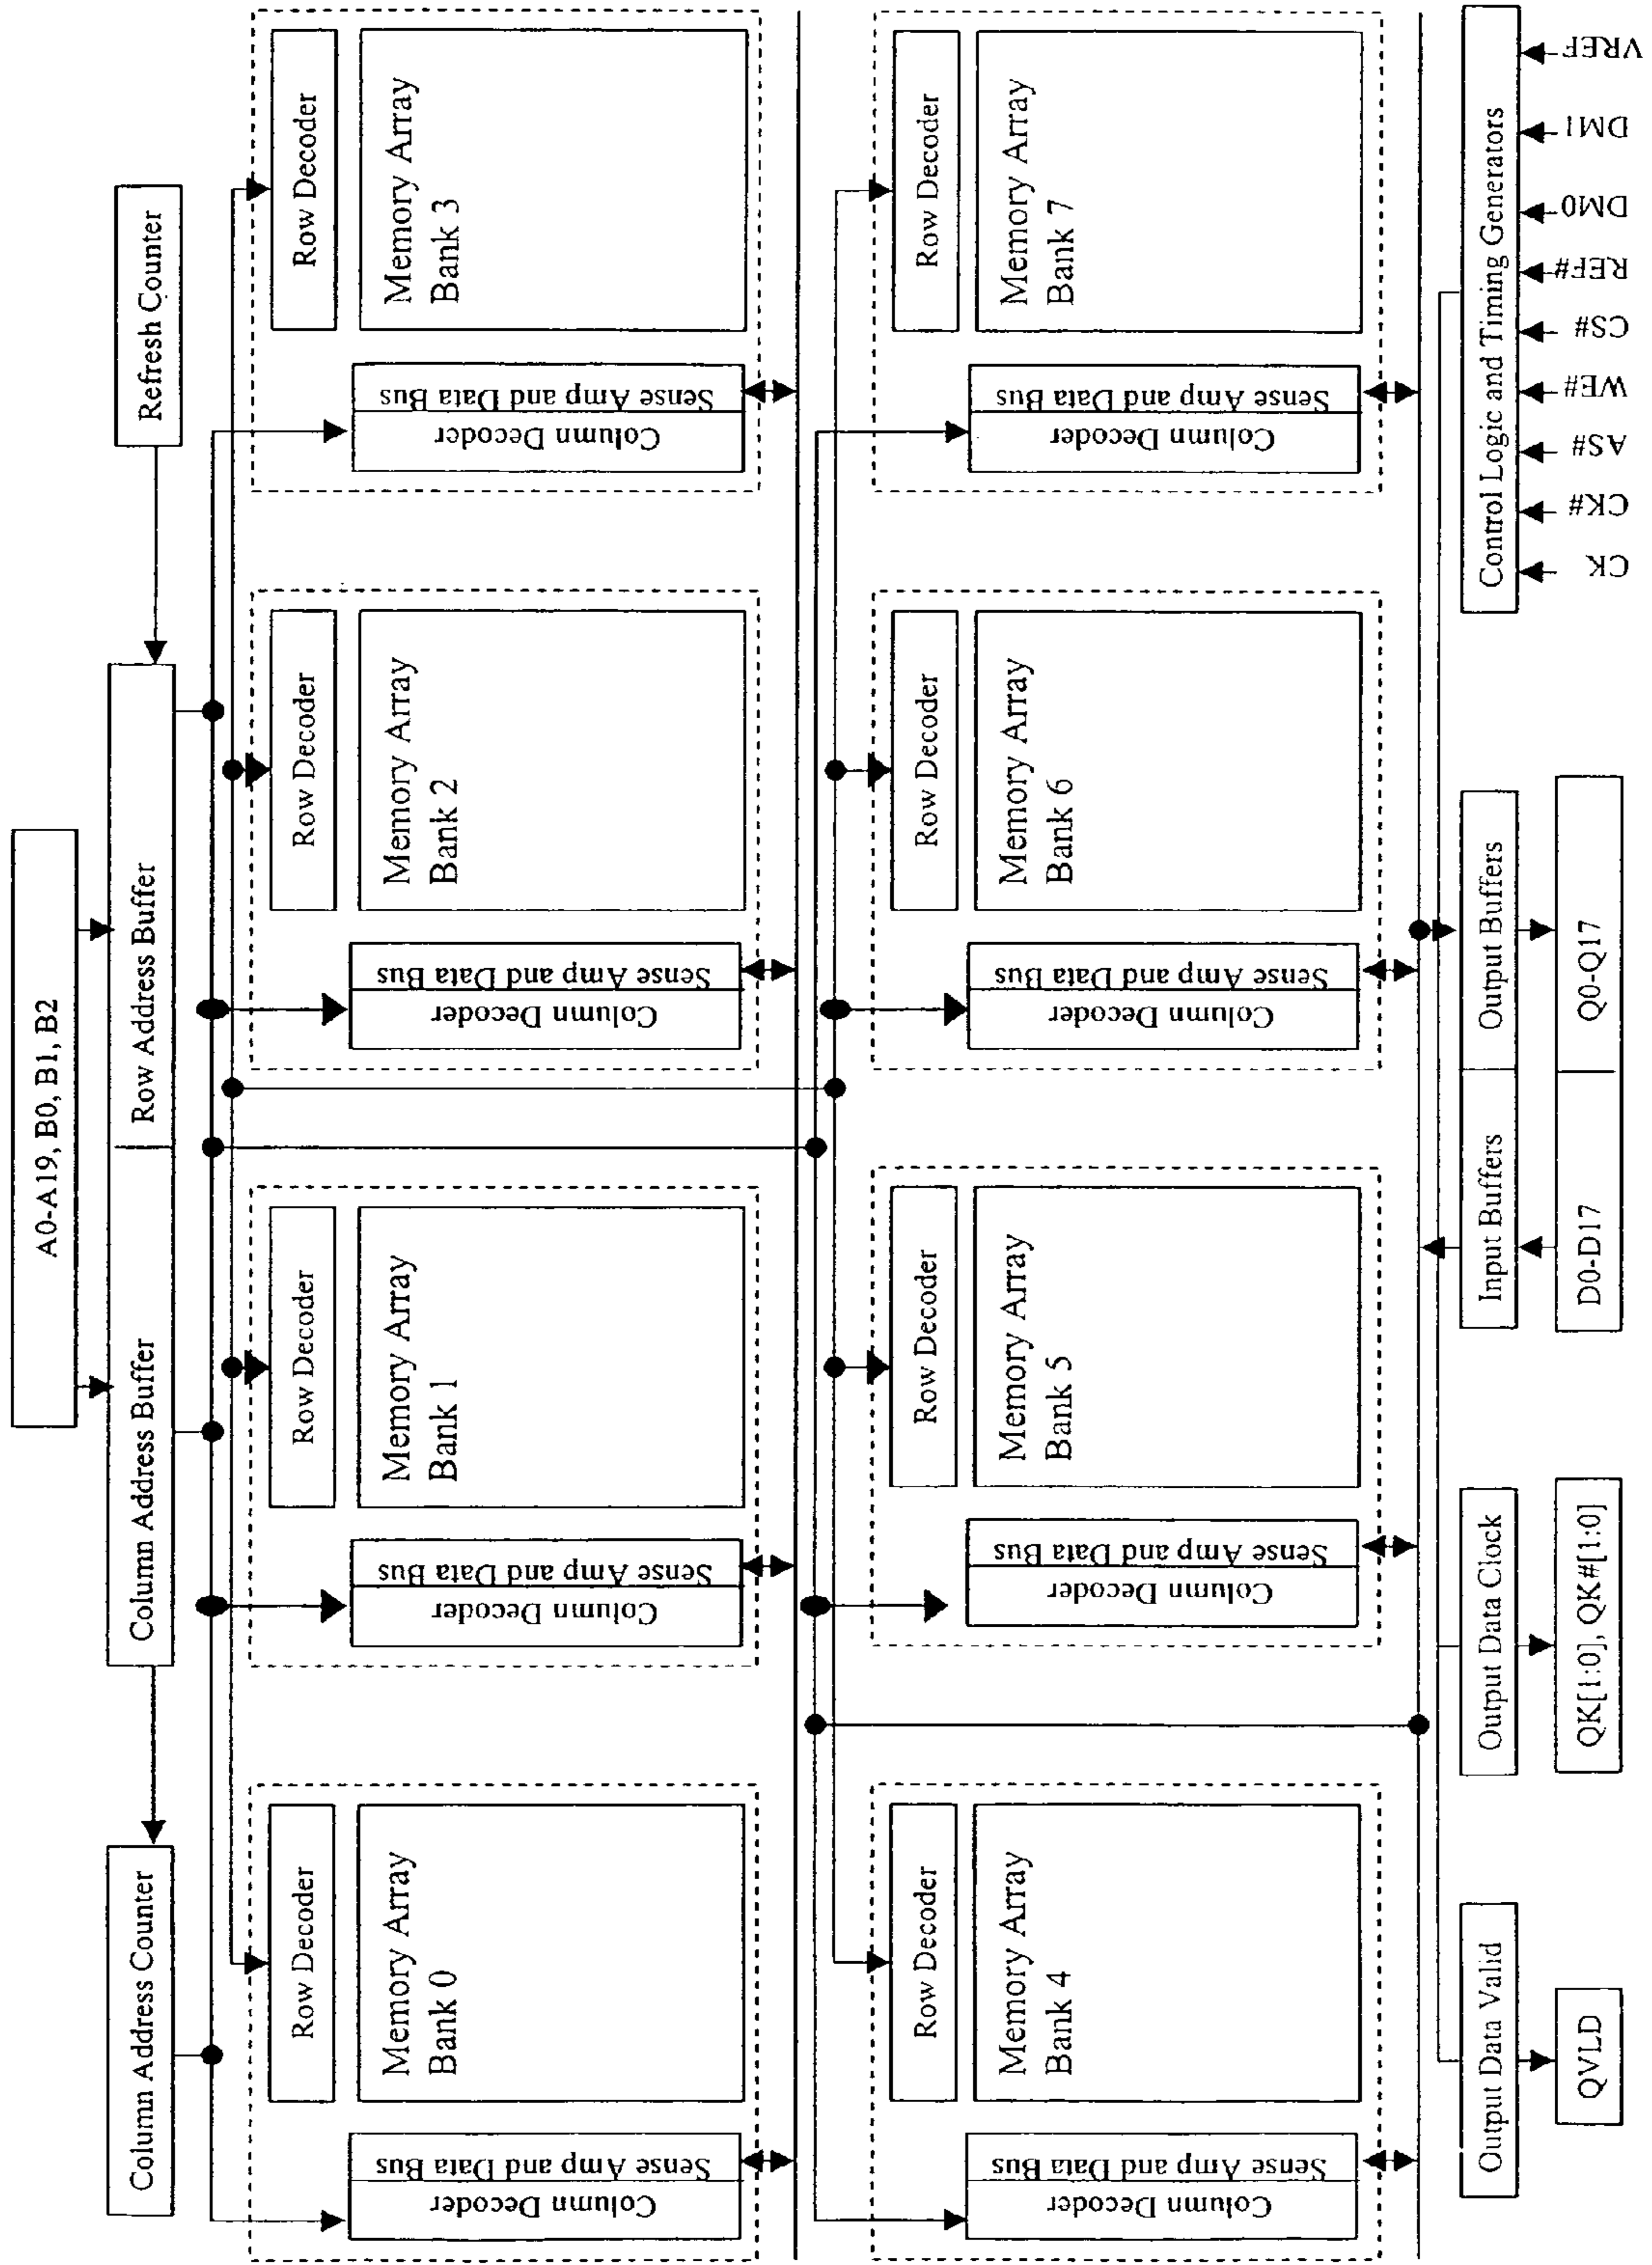 A0-A19, B0, B1, B2
Column Address Counter
Column Address Buffer
Row Address Buffer
Refresh Counter
Row Decoder
Memory Array
Bank 0
Column Decoder
Sense Amp and Data Bus
Row Decoder
Memory Array
Bank 1
Column Decoder
Sense Amp and Data Bus
Row Decoder
Memory Array
Bank 2
Column Decoder
Sense Amp and Data Bus
Row Decoder
Memory Array
Bank 3
Column Decoder
Sense Amp and Data Bus
Row Decoder
Memory Array
Bank 4
Column Decoder
Sense Amp and Data Bus
Row Decoder
Memory Array
Bank 5
Column Decoder
Sense Amp and Data Bus
Row Decoder
Memory Array
Bank 6
Column Decoder
Sense Amp and Data Bus
Row Decoder
Memory Array
Bank 7
Column Decoder
Sense Amp and Data Bus
Output Data Valid
Output Data Clock
Input Buffers
Output Buffers
Control Logic and Timing Generators
QVLD
QK[1:0], QK#[1:0]
D0-D17
Q0-Q17
CK
CK#
AS#
WE#
CS#
REF#
DM0
DM1
VREF